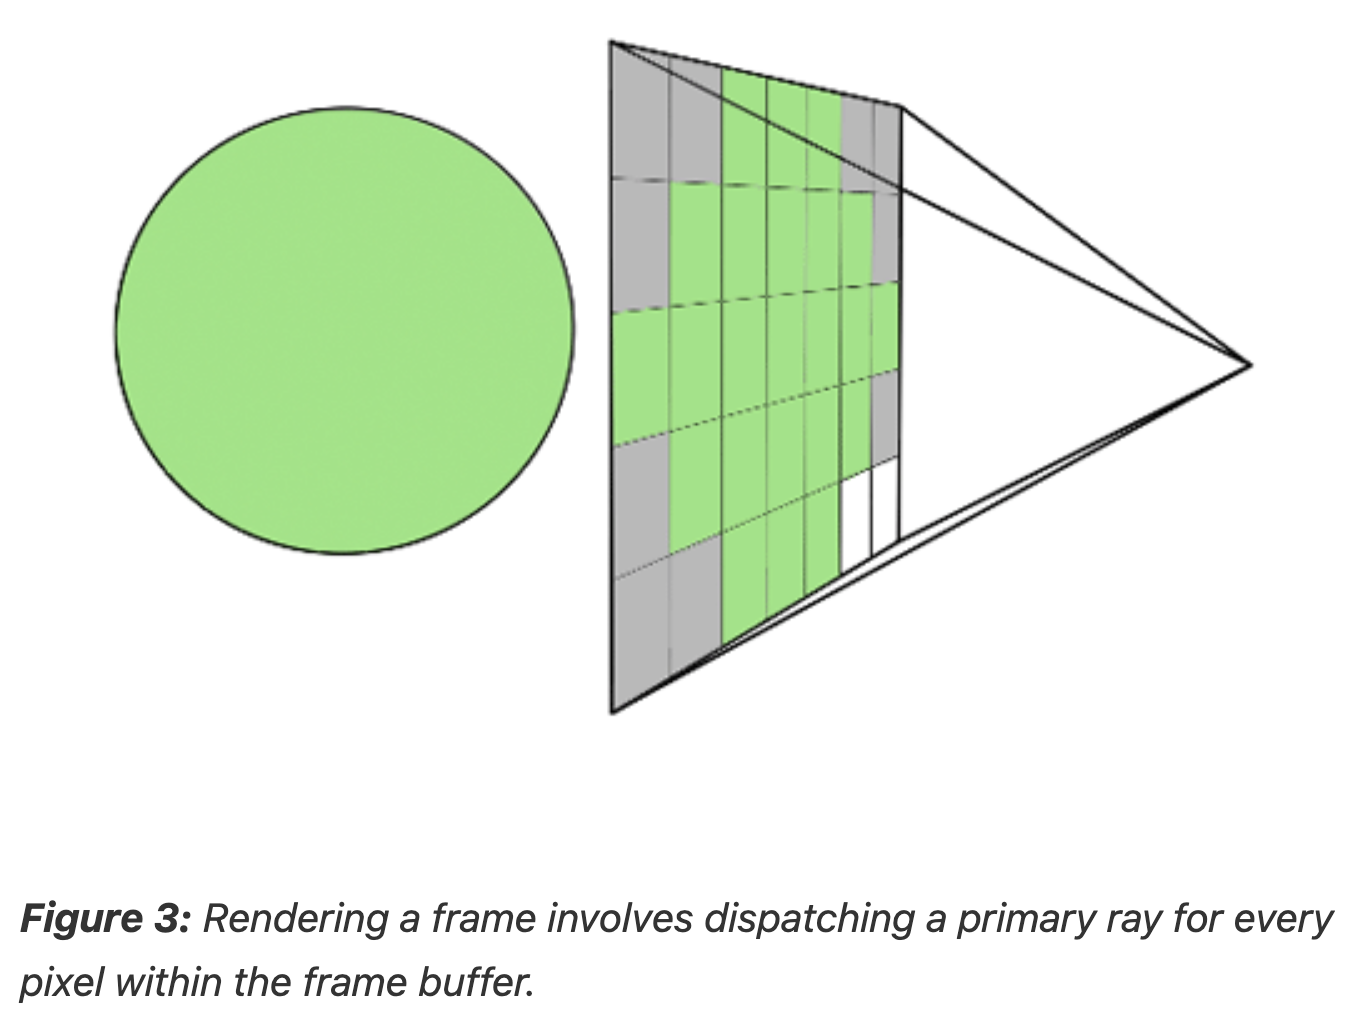 Figure 3: Rendering a frame involves dispatching a primary ray for every
pixel within the frame buffer.